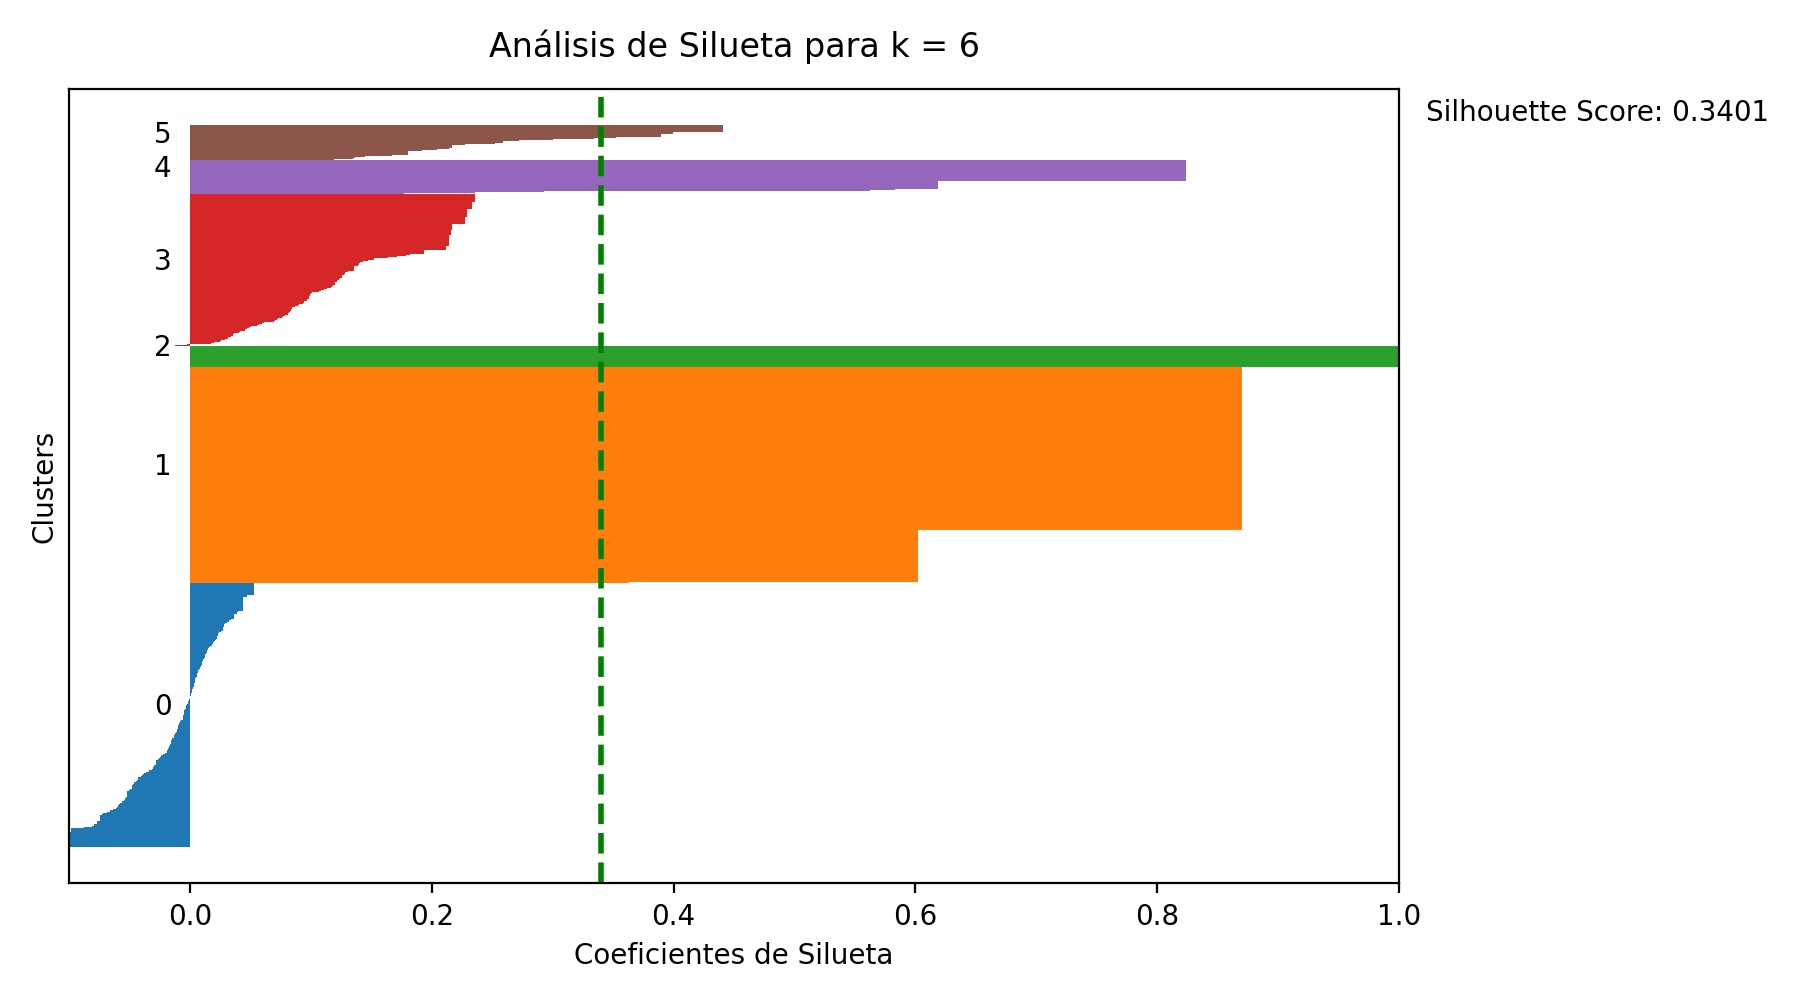 Análisis de Silueta para k = 6
Silhouette Score: 0.3401
5
4
3
2
1
0
Clusters
0.0 0.2 0.4 0.6 0.8 1.0
Coeficientes de Silueta